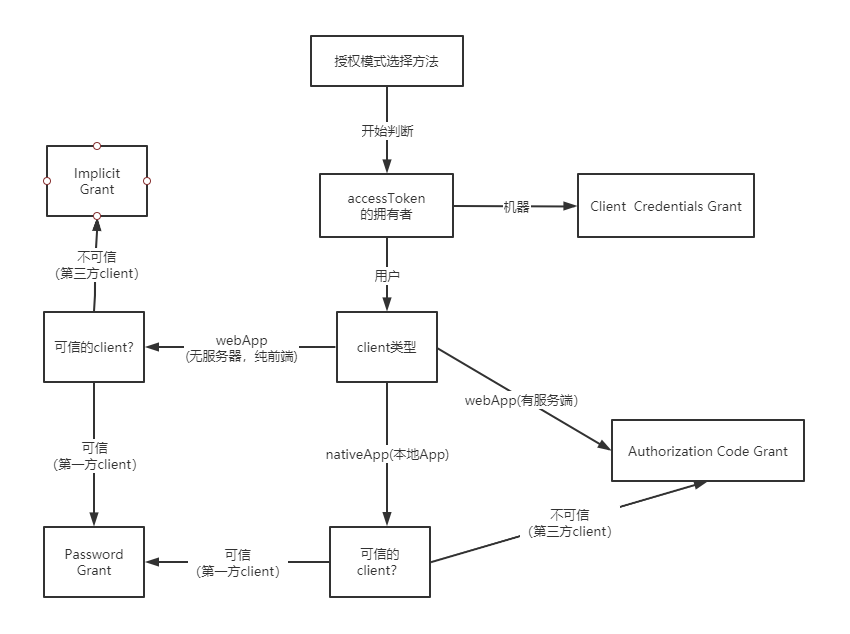 授权模式选择方法
开始判断
Implicit
Grant
accessToken
的拥有者
机器
Client Credentials Grant
不可信
(第三方client)
用户
可信的client?
webApp
(无服务器，纯前端)
client类型
webApp(有服务端)
可信
(第一方client)
nativeApp(本地App)
Authorization Code Grant
不可信
(第三方client)
Password
Grant
可信
(第一方client)
可信的
client?